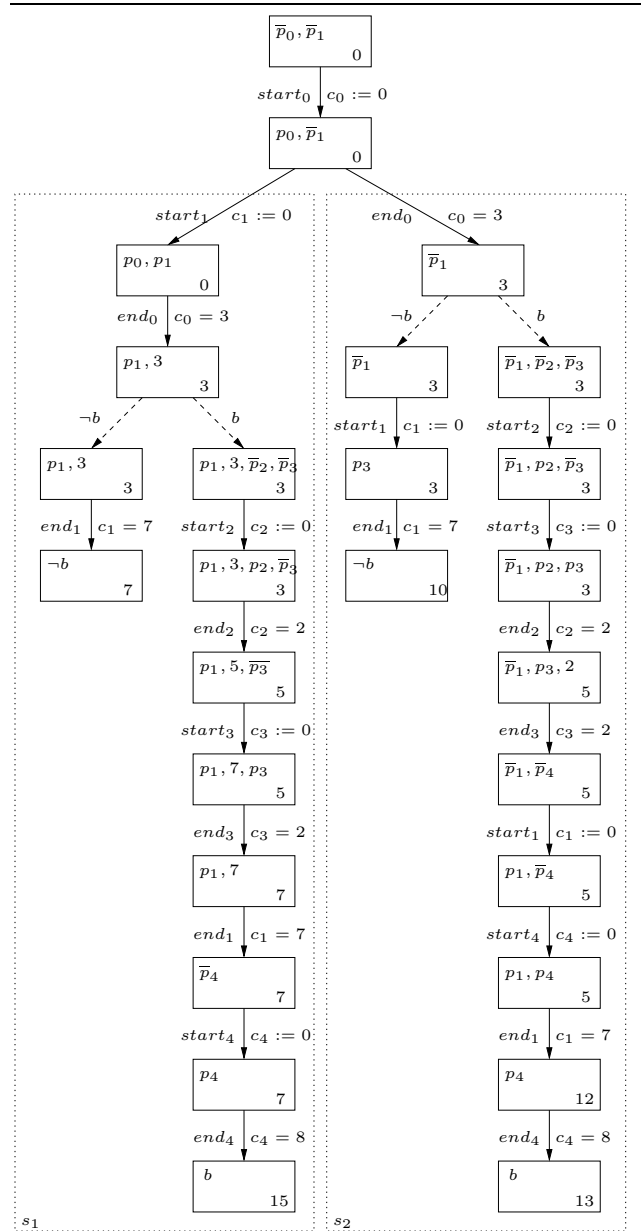 p̅₀, p̅₁
0
start₀ c₀ := 0
p₀, p̅₁
0
start₁ c₁ := 0
end₀ c₀ = 3
p₀, p₁
0
p̅₁
3
end₀ c₀ = 3
¬b b
p₁, 3
3
p̅₁
3
p̅₁, p̅₂, p̅₃
3
¬b b
start₁ c₁ := 0
start₂ c₂ := 0
p₁, 3
3
p₁, 3, p̅₂, p̅₃
3
p₃
3
p̅₁, p₂, p̅₃
3
end₁ c₁ = 7
start₂ c₂ := 0
end₁ c₁ = 7
start₃ c₃ := 0
¬b
7
p₁, 3, p₂, p̅₃
3
¬b
10
p̅₁, p₂, p₃
3
end₂ c₂ = 2
end₂ c₂ = 2
p₁, 5, p̅₃
5
p̅₁, p₃, 2
5
start₃ c₃ := 0
end₃ c₃ = 2
p₁, 7, p₃
5
p̅₁, p̅₄
5
end₃ c₃ = 2
start₁ c₁ := 0
p₁, 7
7
p₁, p̅₄
5
end₁ c₁ = 7
start₄ c₄ := 0
p̅₄
7
p₁, p₄
5
start₄ c₄ := 0
end₁ c₁ = 7
p₄
7
p₄
12
end₄ c₄ = 8
end₄ c₄ = 8
b
15
b
13
s₁
s₂